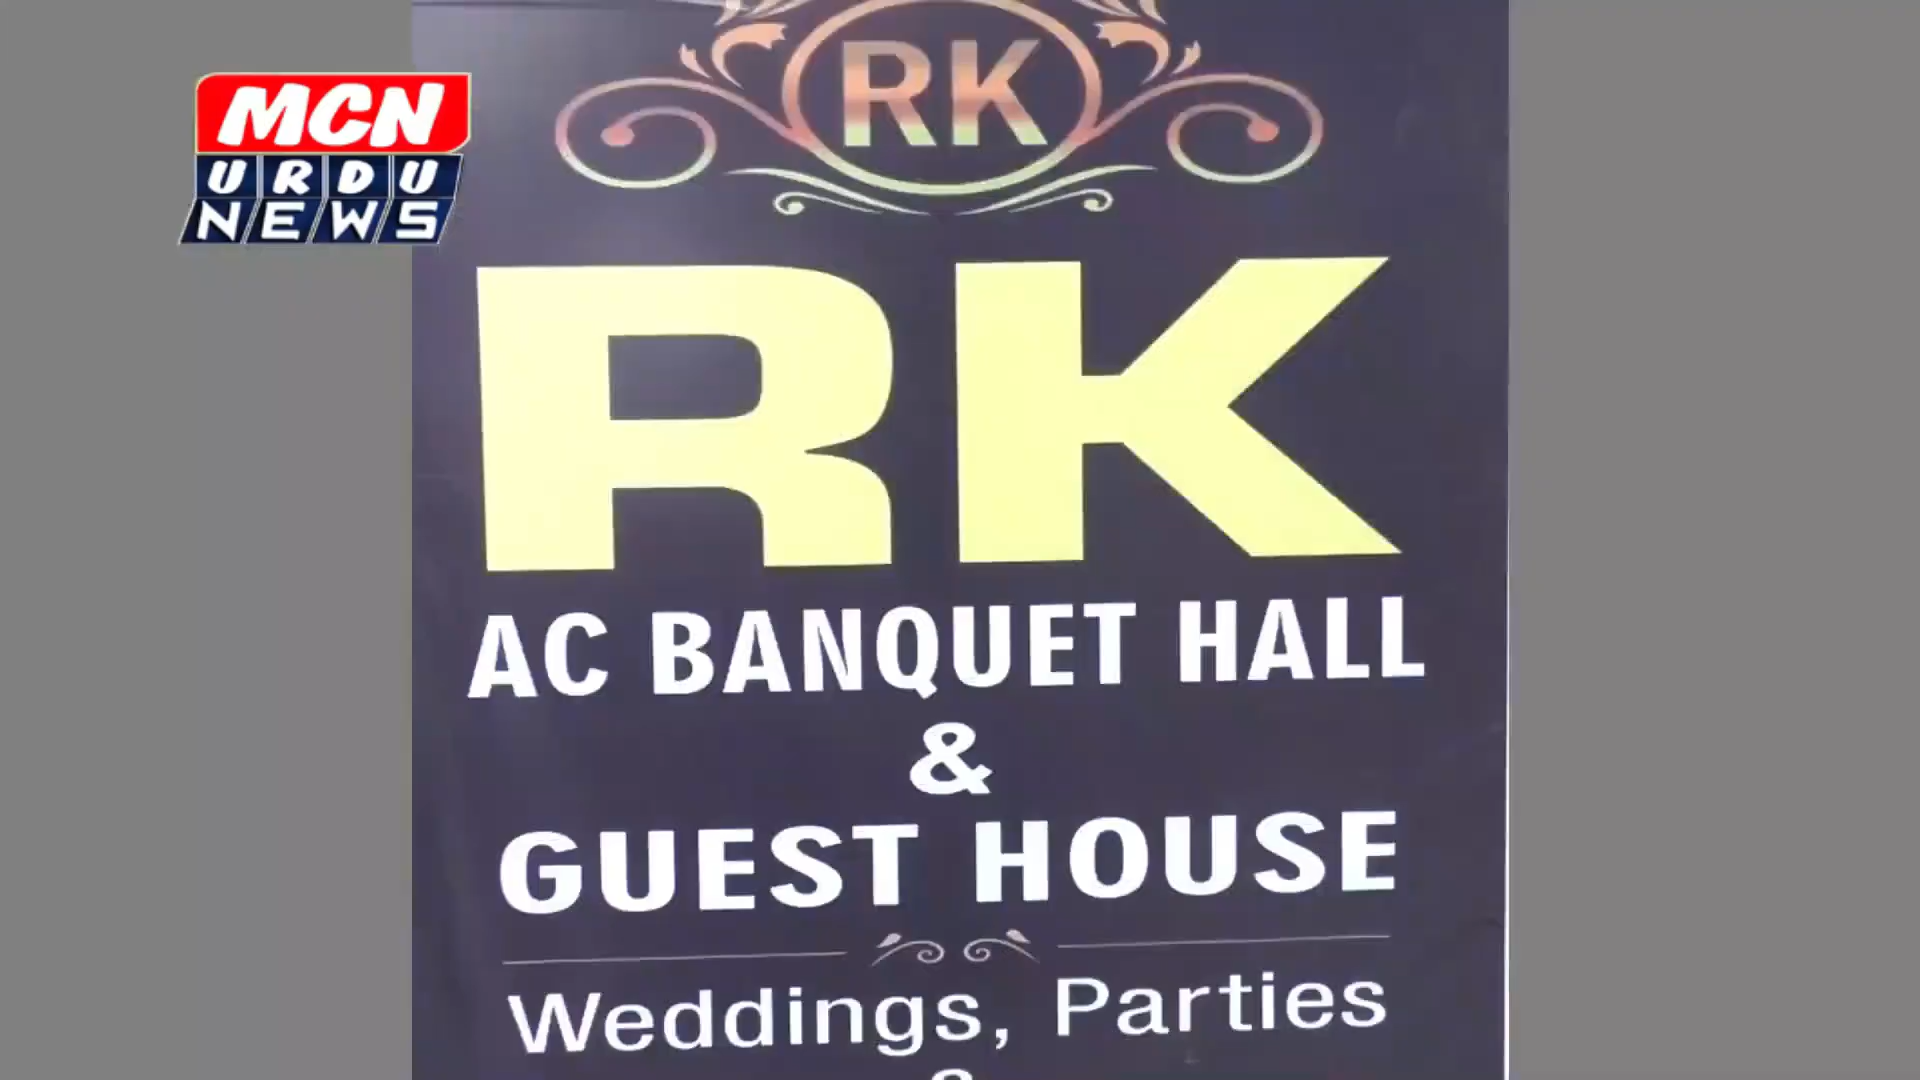 MCN
URDU
NEWS
RK
RK
AC BANQUET HALL
&
GUEST HOUSE
Weddings, Parties
&